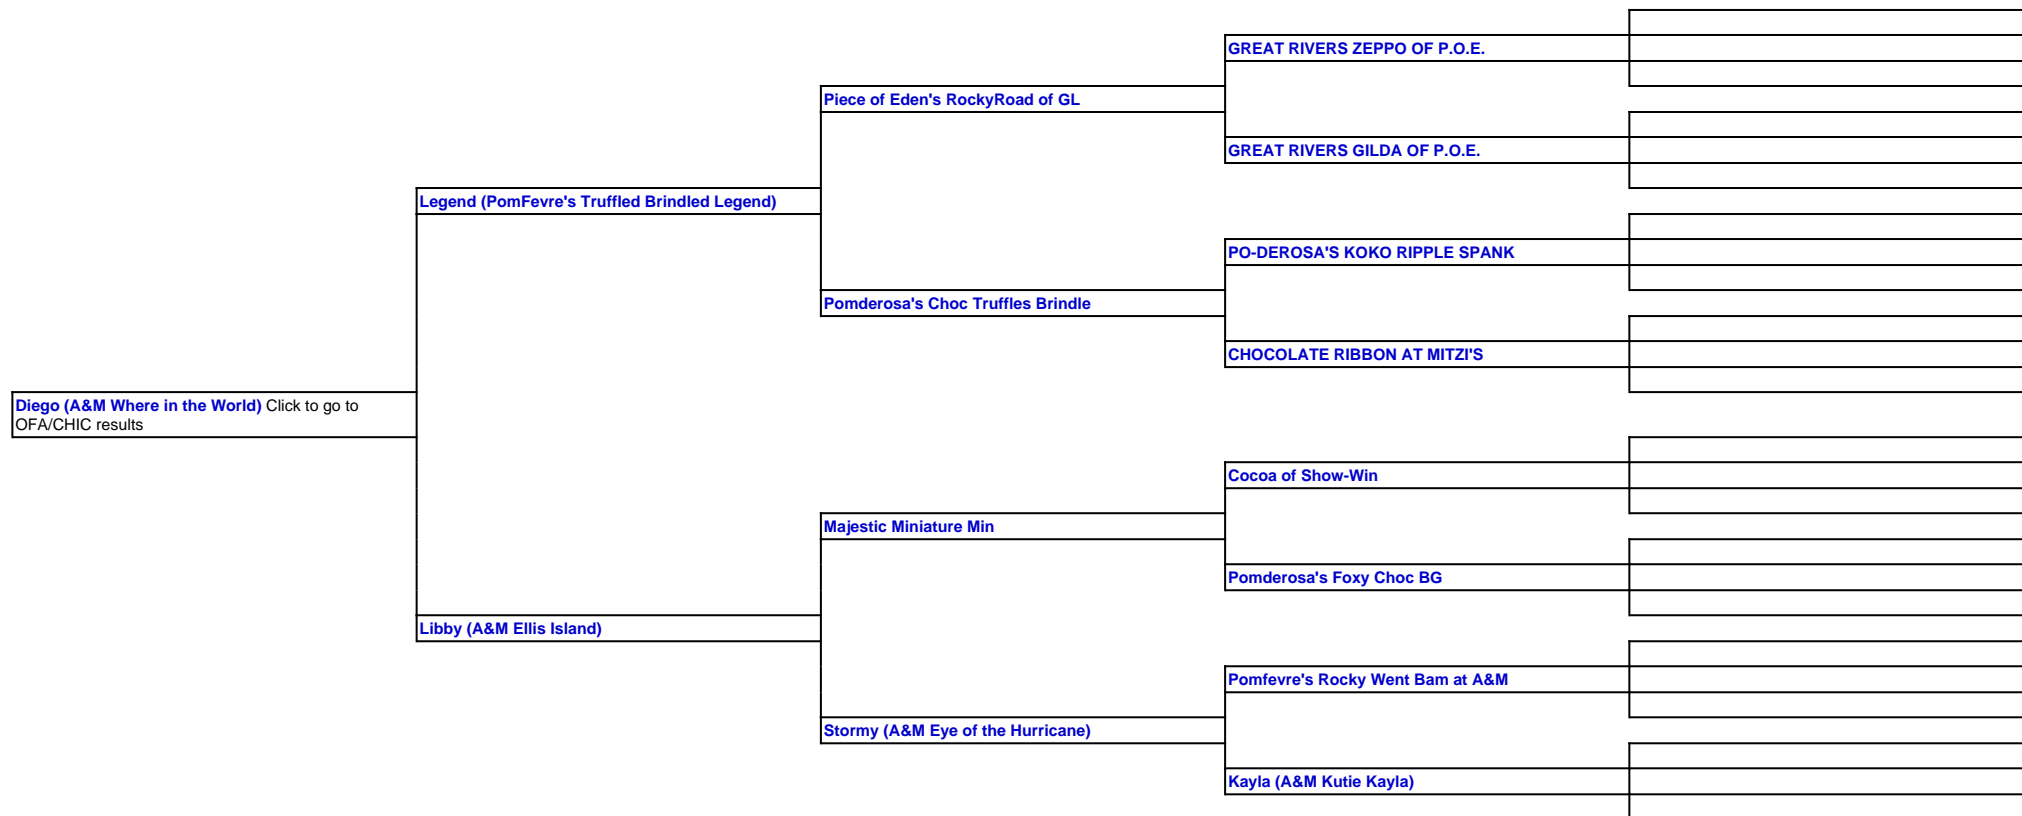 GREAT RIVERS ZEPPO OF P.O.E.
Piece of Eden's RockyRoad of GL
GREAT RIVERS GILDA OF P.O.E.
Legend (PomFevre's Truffled Brindled Legend)
PO-DEROSA'S KOKO RIPPLE SPANK
Pomderosa's Choc Truffles Brindle
CHOCOLATE RIBBON AT MITZI'S
Diego (A&M Where in the World) Click to go to
OFA/CHIC results
Cocoa of Show-Win
Majestic Miniature Min
Pomderosa's Foxy Choc BG
Libby (A&M Ellis Island)
Pomfevre's Rocky Went Bam at A&M
Stormy (A&M Eye of the Hurricane)
Kayla (A&M Kutie Kayla)